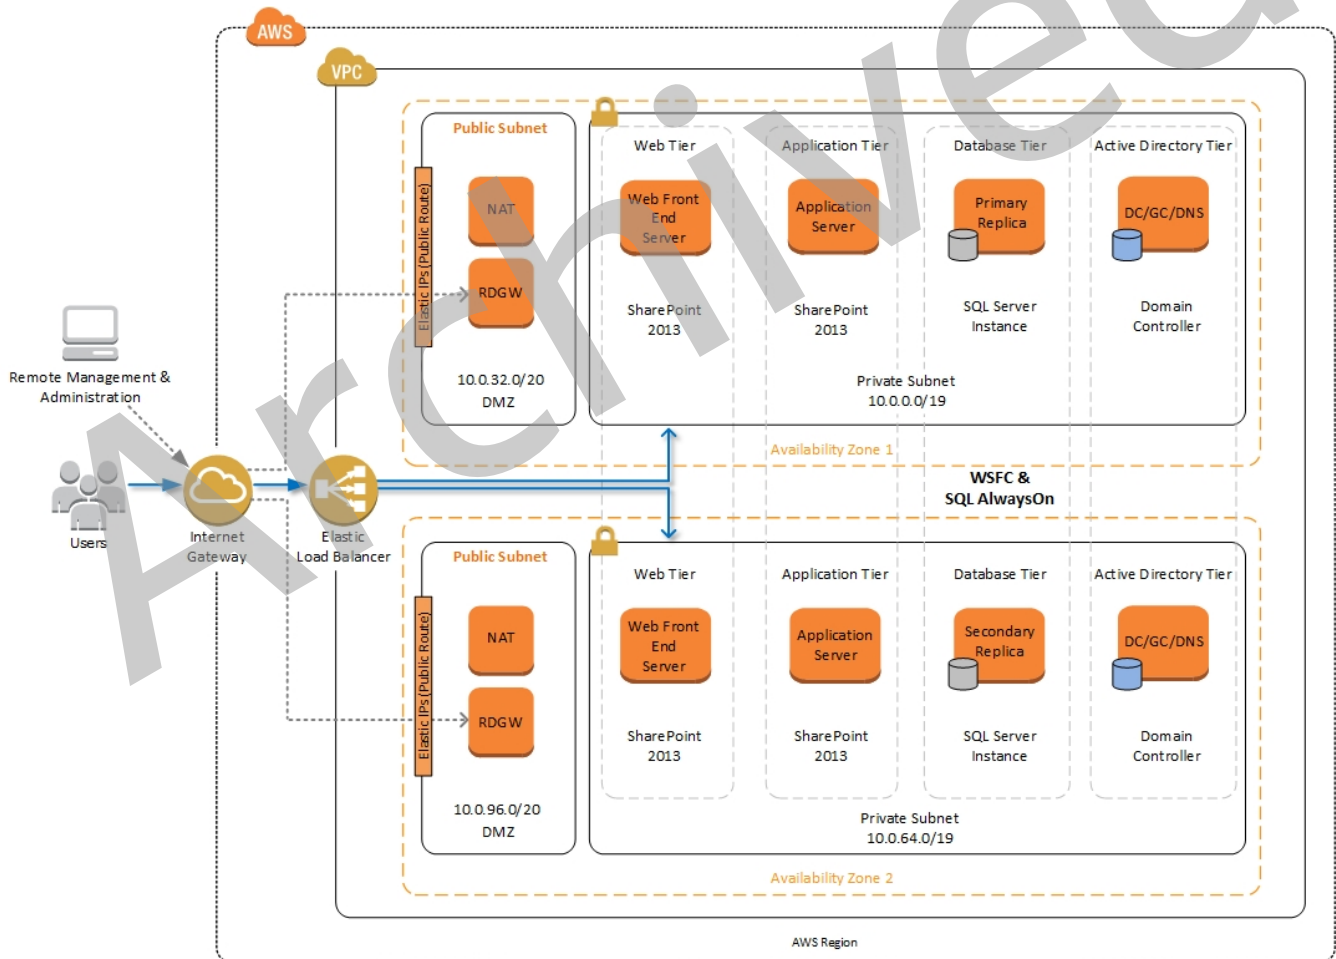 AWS
VPC
Public Subnet
Elastic IPs (Public Route)
NAT
RDGW
10.0.32.0/20
DMZ
Web Tier
Web Front
End
Server
SharePoint
2013
Application Tier
Application
Server
SharePoint
2013
Database Tier
Primary
Replica
SQL Server
Instance
Active Directory Tier
DC/GC/DNS
Domain
Controller
Private Subnet
10.0.0.0/19
Availability Zone 1
Remote Management &
Administration
Users
Internet
Gateway
Elastic
Load Balancer
WSFC &
SQL AlwaysOn
Public Subnet
Elastic IPs (Public Route)
NAT
RDGW
10.0.96.0/20
DMZ
Web Tier
Web Front
End
Server
SharePoint
2013
Application Tier
Application
Server
SharePoint
2013
Database Tier
Secondary
Replica
SQL Server
Instance
Active Directory Tier
DC/GC/DNS
Domain
Controller
Private Subnet
10.0.64.0/19
Availability Zone 2
AWS Region
Archived